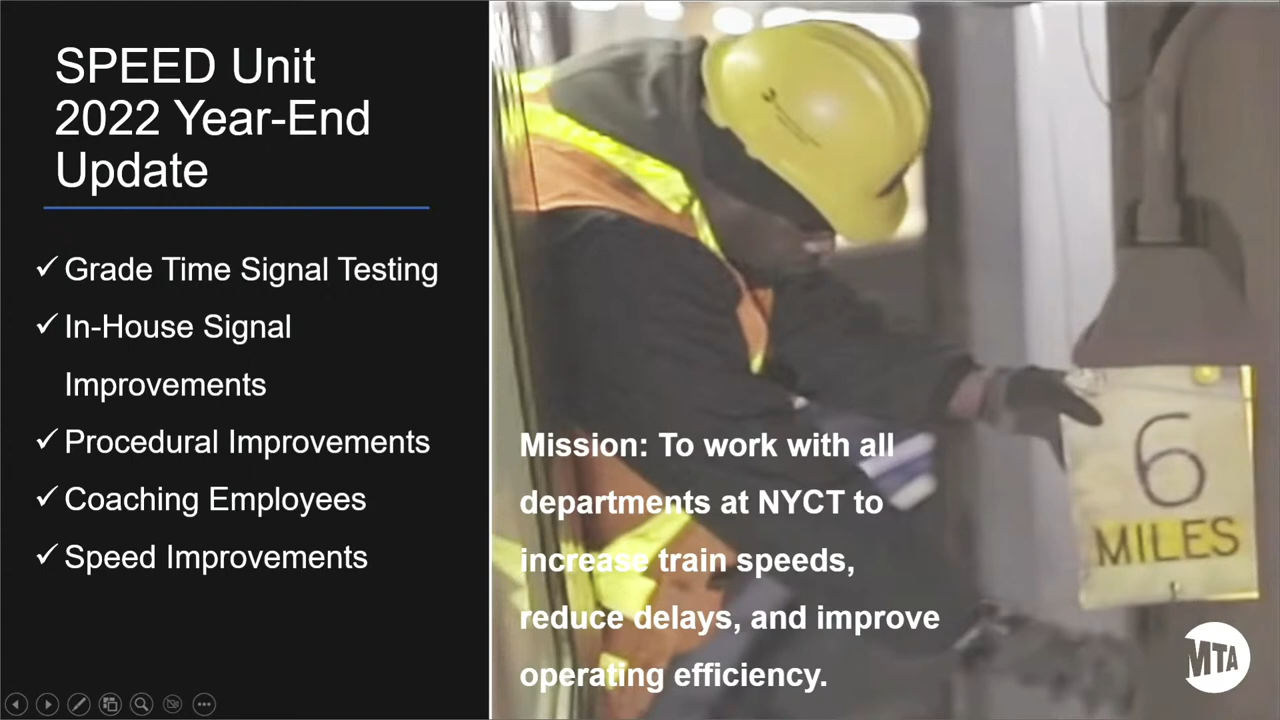 SPEED Unit
2022 Year-End
Update
✓ Grade Time Signal Testing
✓ In-House Signal
Improvements
✓ Procedural Improvements
✓ Coaching Employees
✓ Speed Improvements
6
MILES
Mission: To work with all
departments at NYCT to
increase train speeds,
reduce delays, and improve
operating efficiency.
MTA